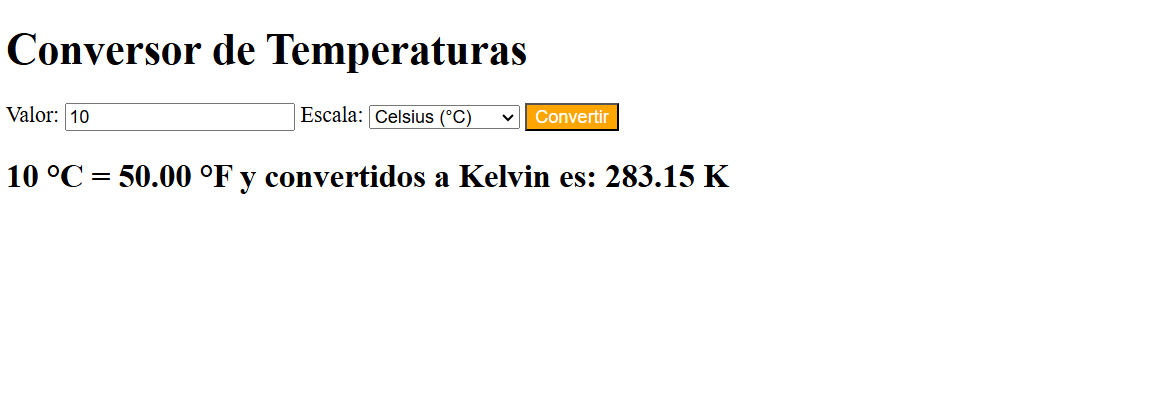 Conversor de Temperaturas
Valor: 10 Escala: Celsius (°C) Convertir
10 °C = 50.00 °F y convertidos a Kelvin es: 283.15 K